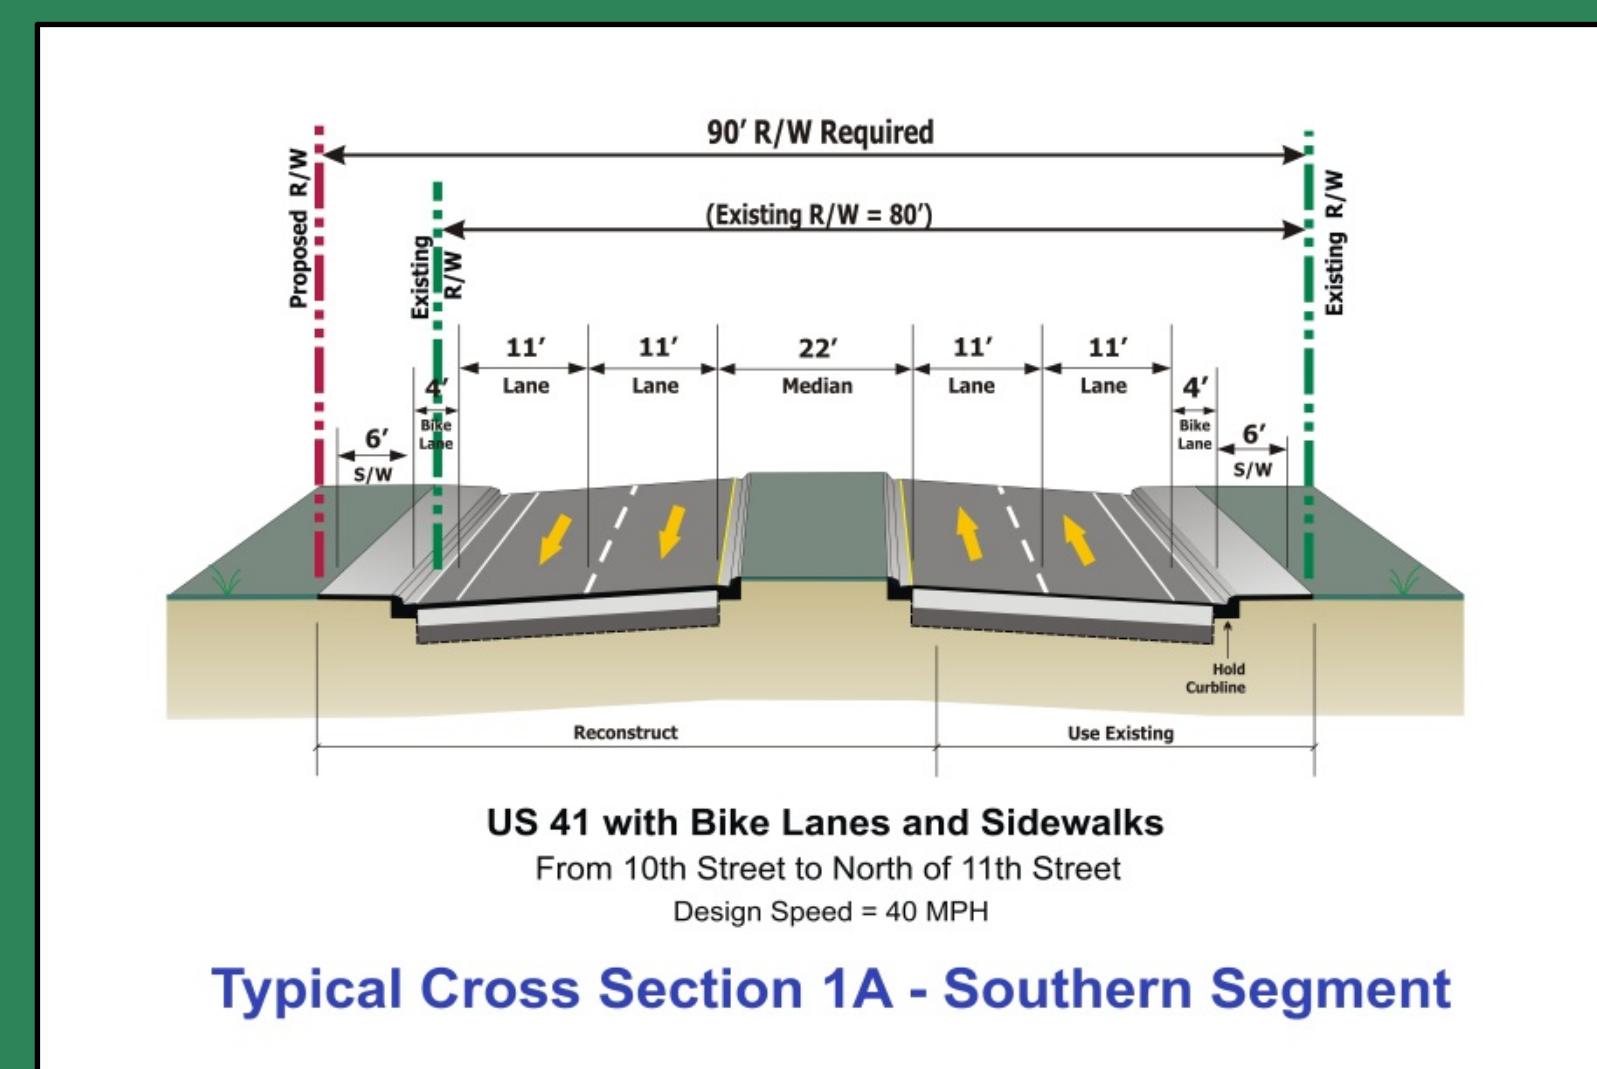 90' R/W Required
(Existing R/W = 80')
Proposed R/W
Existing
R/W
Existing R/W
11'
Lane
11'
Lane
22'
Median
11'
Lane
11'
Lane
4'
Bike
Lane
4'
Bike
Lane
6'
S/W
6'
S/W
Hold
Curbline
Reconstruct
Use Existing
US 41 with Bike Lanes and Sidewalks
From 10th Street to North of 11th Street
Design Speed = 40 MPH
Typical Cross Section 1A - Southern Segment